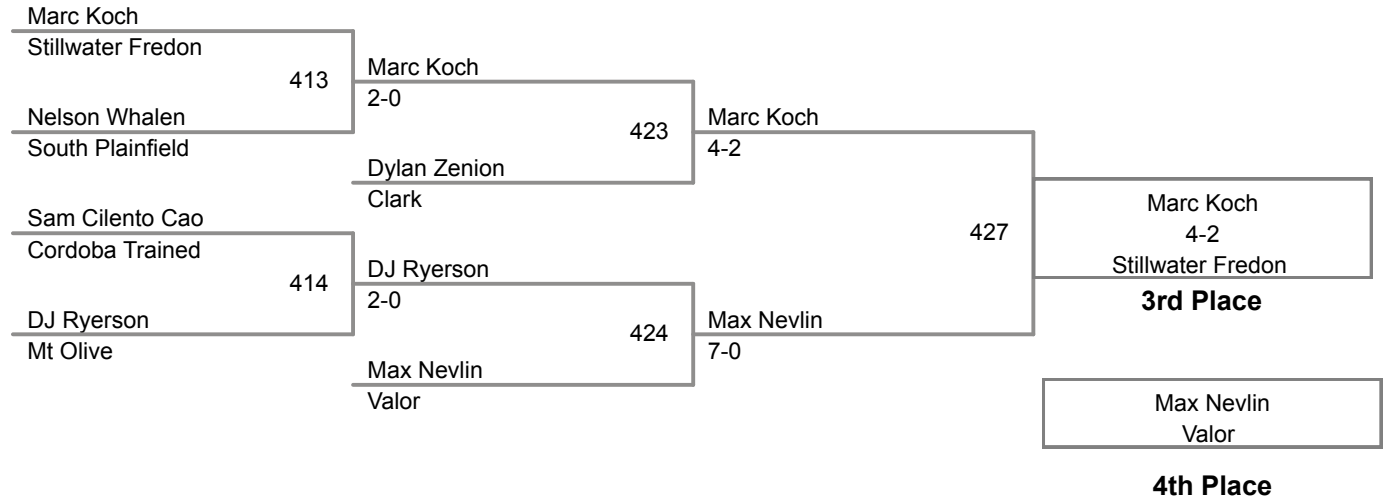 Marc Koch
Stillwater Fredon
413
Marc Koch
2-0
Nelson Whalen
South Plainfield
423
Marc Koch
4-2
Dylan Zenion
Clark
Sam Cilento Cao
Cordoba Trained
427
Marc Koch
4-2
Stillwater Fredon
3rd Place
414
DJ Ryerson
2-0
DJ Ryerson
Mt Olive
424
Max Nevlin
7-0
Max Nevlin
Valor
Max Nevlin
Valor
4th Place